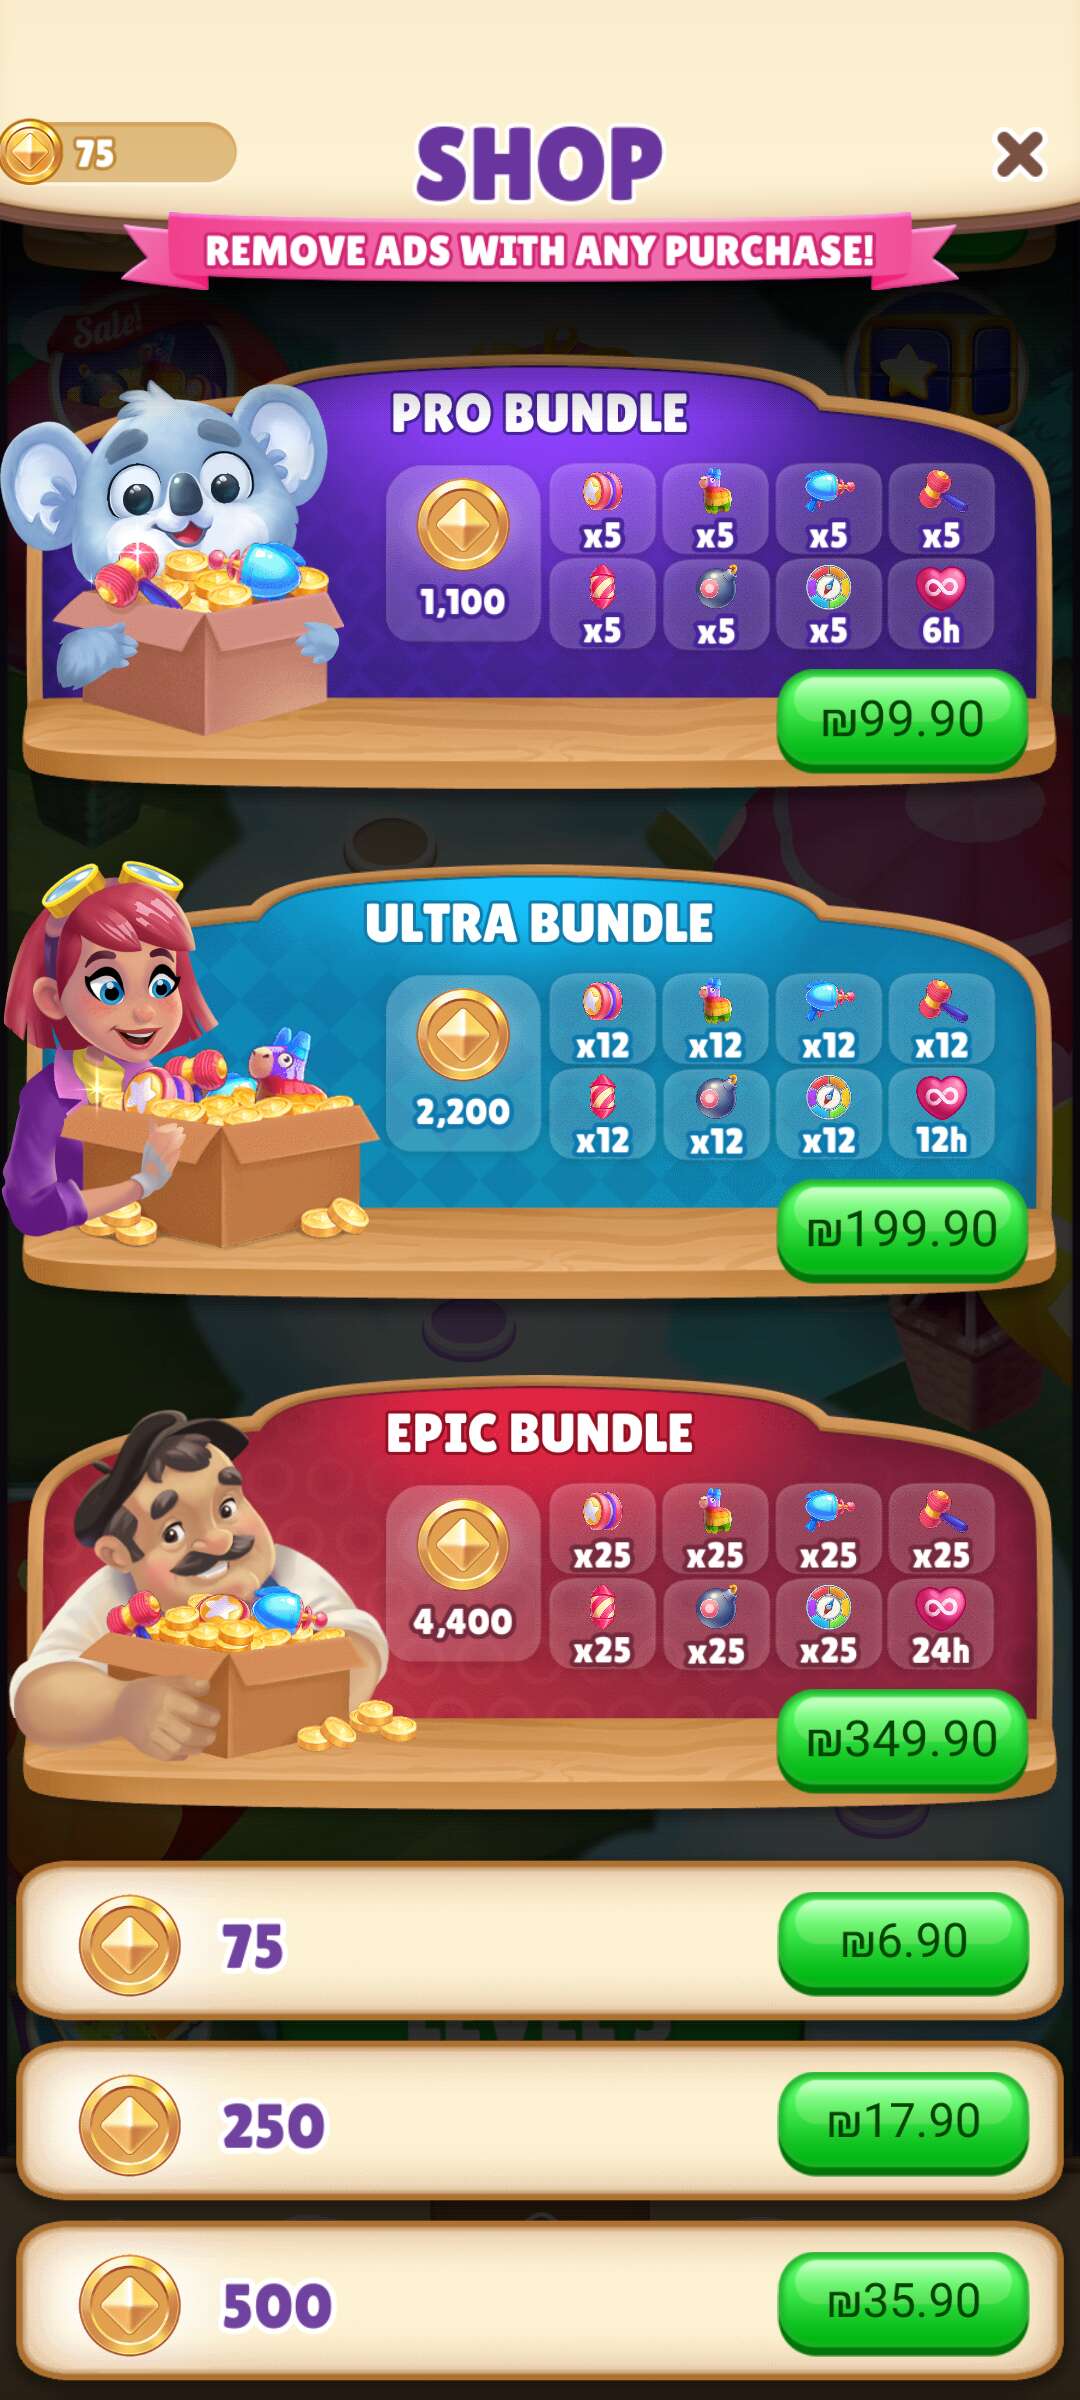 75
SHOP
REMOVE ADS WITH ANY PURCHASE!
Sale!
PRO BUNDLE
1,100
x5 x5 x5 x5
x5 x5 x5 6h
₪99.90
ULTRA BUNDLE
2,200
x12 x12 x12 x12
x12 x12 x12 12h
₪199.90
EPIC BUNDLE
4,400
x25 x25 x25 x25
x25 x25 x25 24h
₪349.90
75 ₪6.90
250 ₪17.90
500 ₪35.90